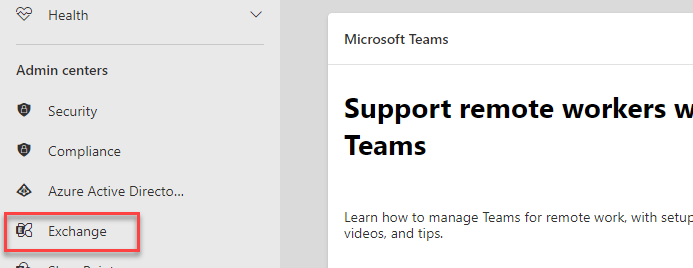 Health
Admin centers
Security
Compliance
Azure Active Directo...
Exchange
Microsoft Teams
Support remote workers w
Teams
Learn how to manage Teams for remote work, with setup
videos, and tips.